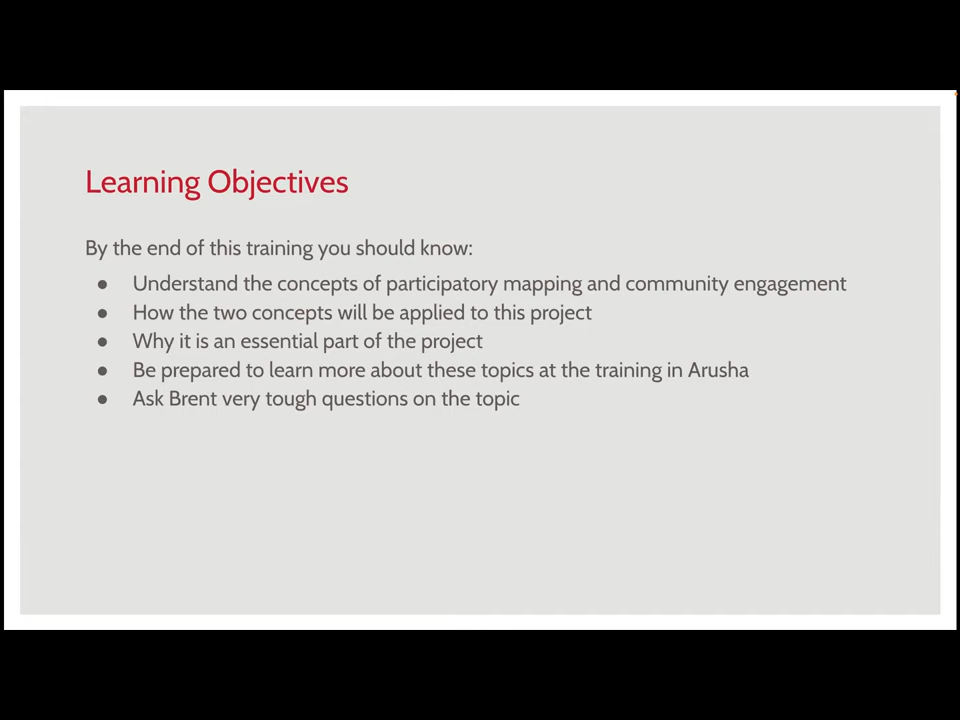 Learning Objectives
By the end of this training you should know:
● Understand the concepts of participatory mapping and community engagement
● How the two concepts will be applied to this project
● Why it is an essential part of the project
● Be prepared to learn more about these topics at the training in Arusha
● Ask Brent very tough questions on the topic